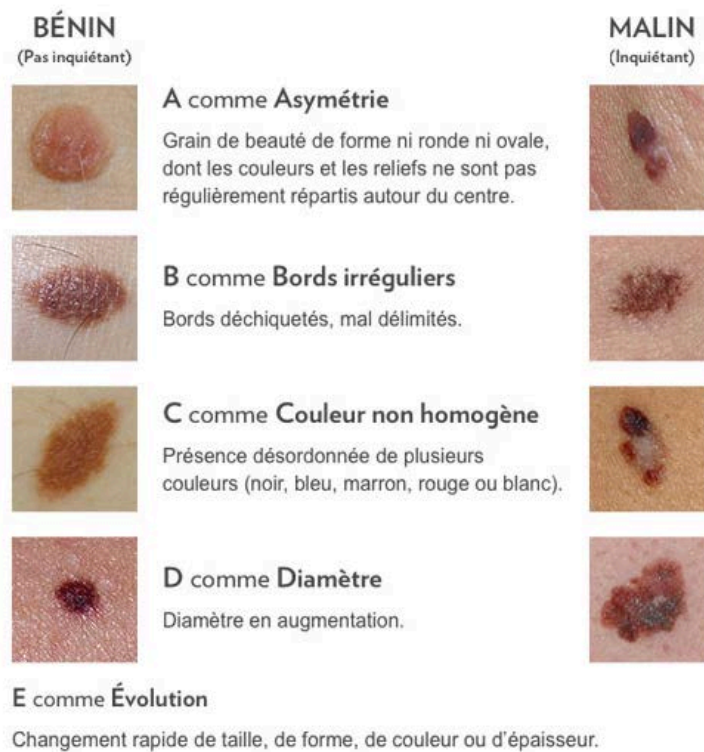 BÉNIN
(Pas inquiétant)
MALIN
(Inquiétant)
A comme Asymétrie
Grain de beauté de forme ni ronde ni ovale,
dont les couleurs et les reliefs ne sont pas
régulièrement répartis autour du centre.
B comme Bords irréguliers
Bords déchiquetés, mal délimités.
C comme Couleur non homogène
Présence désordonnée de plusieurs
couleurs (noir, bleu, marron, rouge ou blanc).
D comme Diamètre
Diamètre en augmentation.
E comme Évolution
Changement rapide de taille, de forme, de couleur ou d'épaisseur.